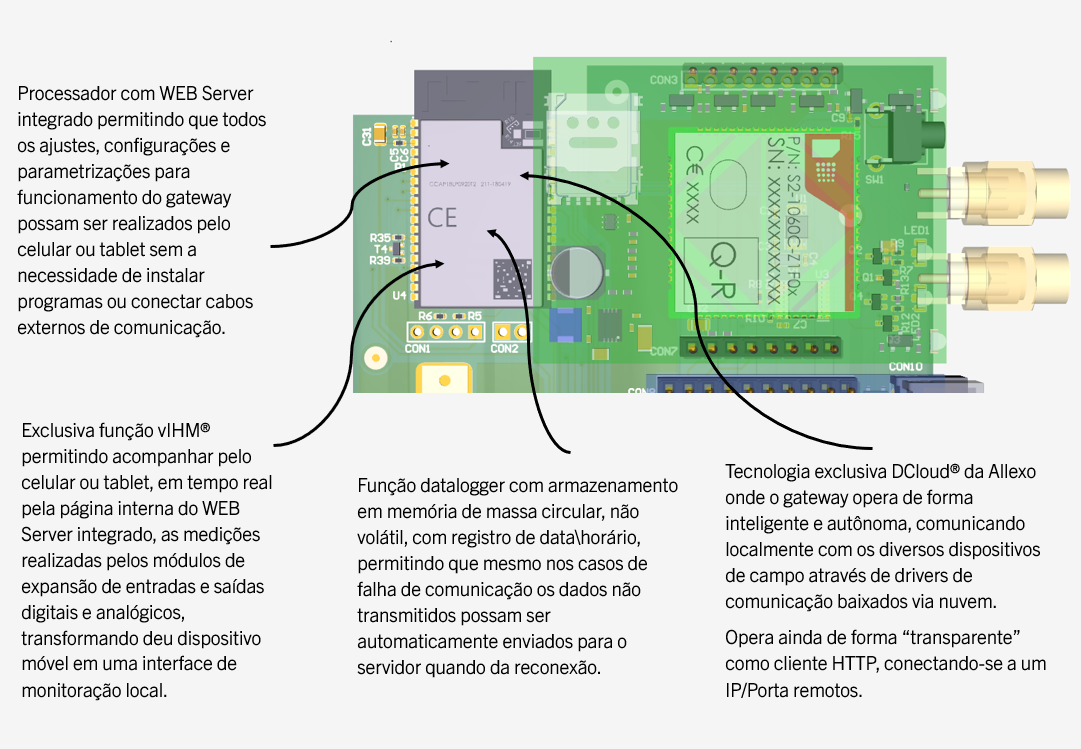 Processador com WEB Server
integrado permitindo que todos
os ajustes, configurações e
parametrizações para
funcionamento do gateway
possam ser realizados pelo
celular ou tablet sem a
necessidade de instalar
programas ou conectar cabos
externos de comunicação.
Exclusiva função vIHM®
permitindo acompanhar pelo
celular ou tablet, em tempo real
pela página interna do WEB
Server integrado, as medições
realizadas pelos módulos de
expansão de entradas e saídas
digitais e analógicos,
transformando deu dispositivo
móvel em uma interface de
monitoração local.
Função datalogger com armazenamento
em memória de massa circular, não
volátil, com registro de data\horário,
permitindo que mesmo nos casos de
falha de comunicação os dados não
transmitidos possam ser
automaticamente enviados para o
servidor quando da reconexão.
Tecnologia exclusiva DCloud® da Allexo
onde o gateway opera de forma
inteligente e autônoma, comunicando
localmente com os diversos dispositivos
de campo através de drivers de
comunicação baixados via nuvem.
Opera ainda de forma “transparente”
como cliente HTTP, conectando-se a um
IP/Porta remotos.
C31
R35
T4
R39
U4
R6
R5
CON1
CON2
CE
CON3
CE XXXX
Q-R
SW1
LED1
R9
Q1
CON10